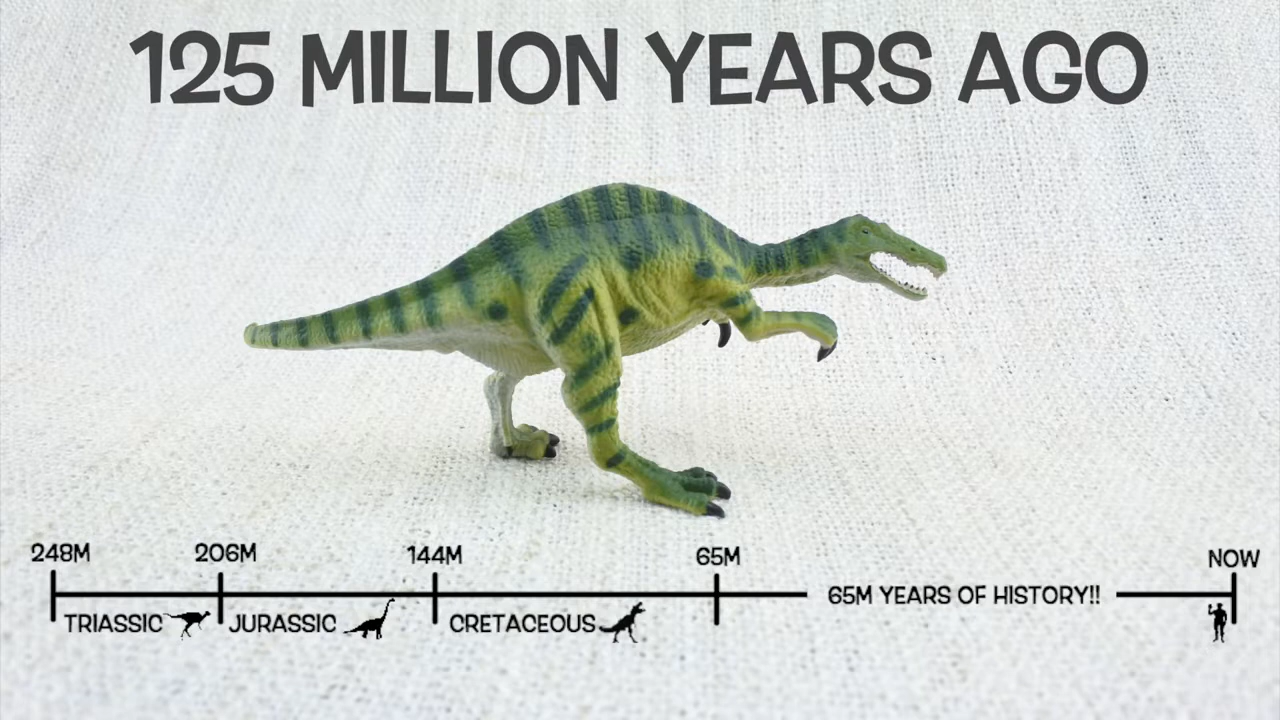 125 MILLION YEARS AGO
248M 206M 144M 65M NOW
65M YEARS OF HISTORY!!
TRIASSIC JURASSIC CRETACEOUS